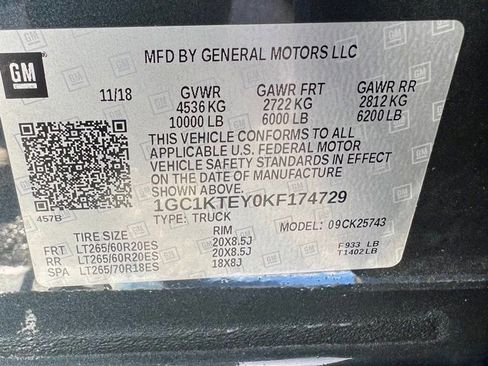 GM
MFD BY GENERAL MOTORS LLC
11/18 GVWR GAWR FRT GAWR RR
4536 KG 2722 KG 2812 KG
10000 LB 6000 LB 6200 LB
THIS VEHICLE CONFORMS TO ALL
APPLICABLE U.S. FEDERAL MOTOR
VEHICLE SAFETY STANDARDS IN EFFECT
ON THE DATE OF MANUFACTURE
SHOWN ABOVE.
1GC1KTEY0KF174729
457B TYPE: TRUCK 09CK25743
TIRE SIZE RIM
FRT LT265/60R20ES 20X8.5J F933 LB
RR LT265/60R20ES 20X8.5J T1402LB
SPA LT265/70R18ES 18X8J